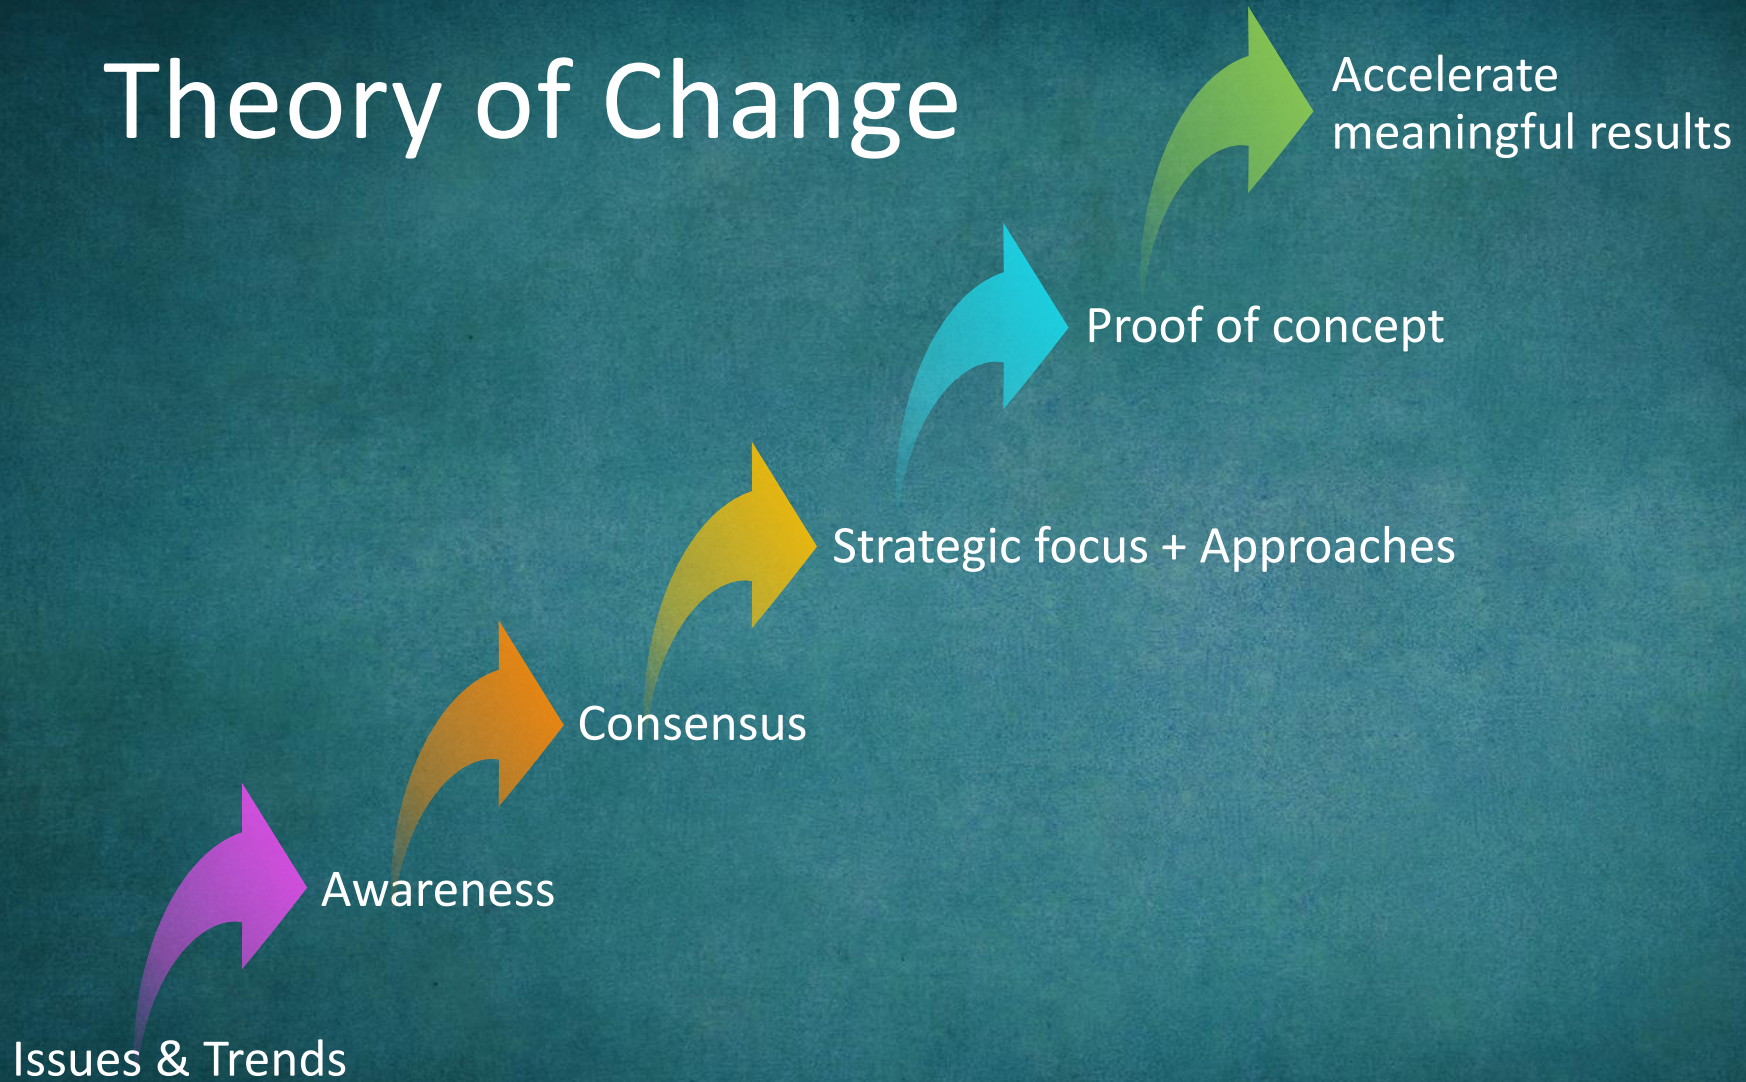 Theory of Change
Accelerate
meaningful results
Proof of concept
Strategic focus + Approaches
Consensus
Awareness
Issues & Trends